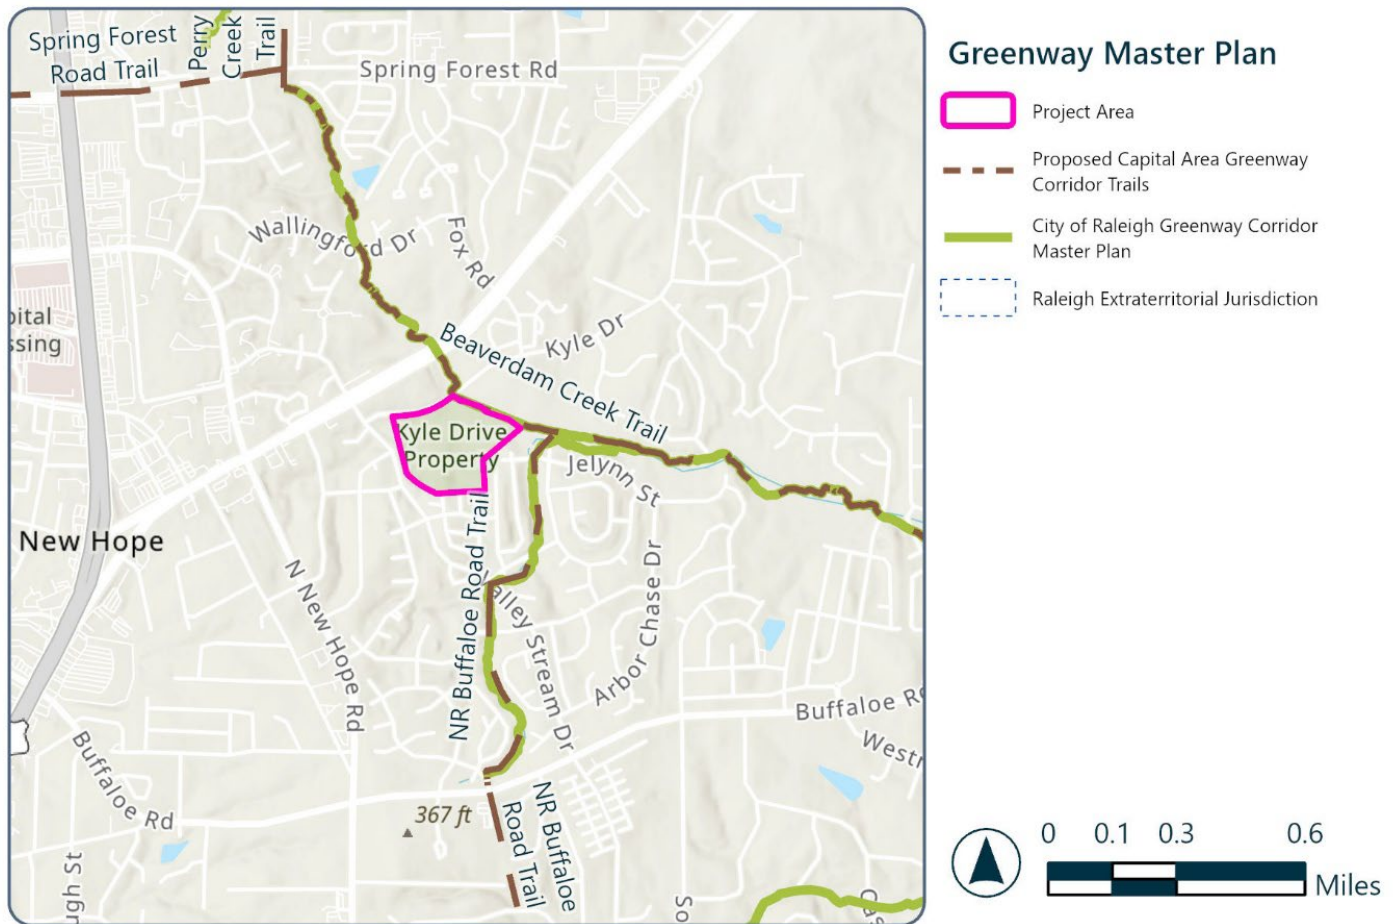 Spring Forest
Road Trail
Perry
Creek
Trail
Spring Forest Rd
Wallingford Dr
Fox Rd
Kyle Dr
Beaverdam Creek Trail
Kyle Drive
Property
Jelynn St
New Hope
N New Hope Rd
NR Buffaloe Road Trail
Valley Stream Dr
Arbor Chase Dr
Buffaloe
Buffaloe Rd
367 ft
NR Buffaloe
Road Trail
Greenway Master Plan
Project Area
Proposed Capital Area Greenway
Corridor Trails
City of Raleigh Greenway Corridor
Master Plan
Raleigh Extraterritorial Jurisdiction
0 0.1 0.3 0.6
Miles